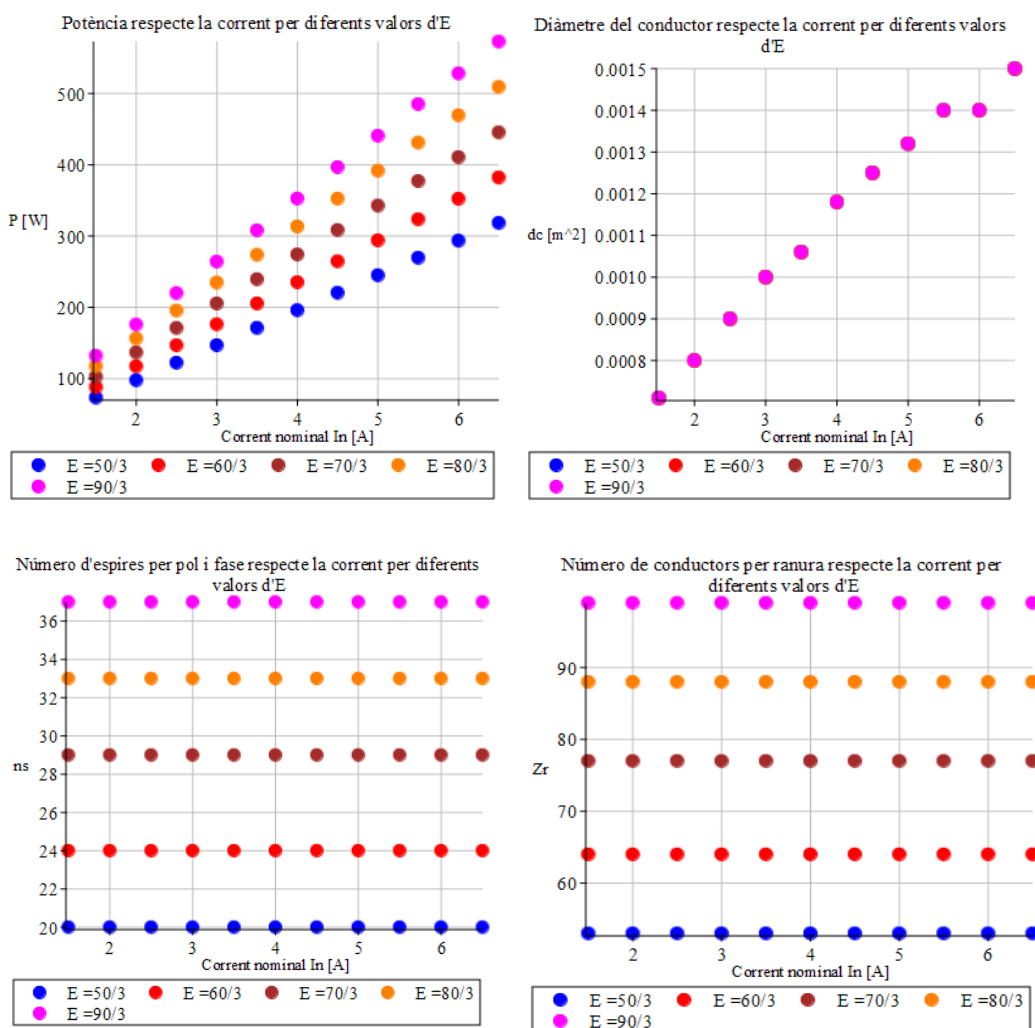 Potència respecte la corrent per diferents valors d'E
500
400
P [W]
300
200
100
2 3 4 5 6
Corrent nominal In [A]
E =50/3 E =60/3 E =70/3 E =80/3
E =90/3
Diàmetre del conductor respecte la corrent per diferents valors
d'E
0.0015
0.0014
0.0013
0.0012
0.0011
dc [m^2]
0.0010
0.0009
0.0008
2 3 4 5 6
Corrent nominal In [A]
E =50/3 E =60/3 E =70/3 E =80/3
E =90/3
Número d'espires per pol i fase respecte la corrent per diferents
valors d'E
36
34
32
30
ns
28
26
24
22
20
2 3 4 5 6
Corrent nominal In [A]
E =50/3 E =60/3 E =70/3 E =80/3
E =90/3
Número de conductors per ranura respecte la corrent per
diferents valors d'E
90
80
Zr
70
60
2 3 4 5 6
Corrent nominal In [A]
E =50/3 E =60/3 E =70/3 E =80/3
E =90/3